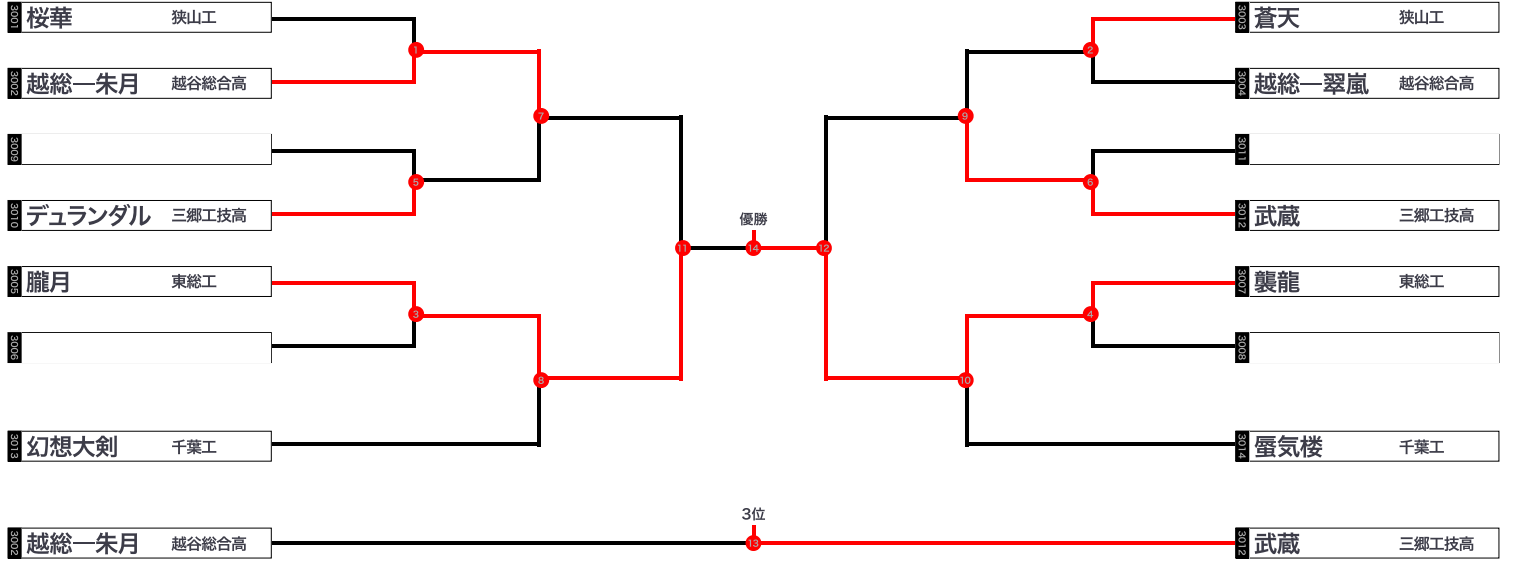 3001 桜華 狭山工
1
3002 越総―朱月 越谷総合高
7
3009
5
3010 デュランダル 三郷工技高
11
3005 朧月 東総工
3
3006
8
3013 幻想大剣 千葉工
優勝
14
3003 蒼天 狭山工
2
3004 越総―翠嵐 越谷総合高
9
3011
6
3012 武蔵 三郷工技高
12
3007 襲龍 東総工
4
3008
10
3014 蜃気楼 千葉工
3位
3002 越総―朱月 越谷総合高
13
3012 武蔵 三郷工技高